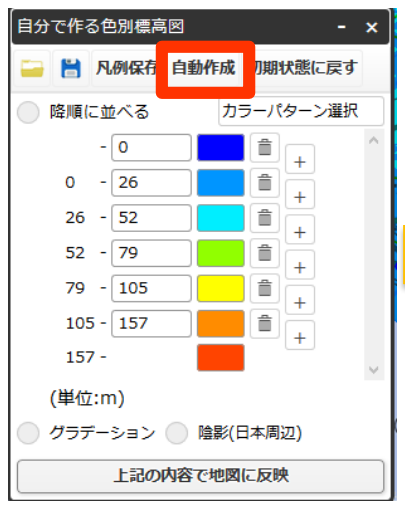 自分で作る色別標高図 - ×
凡例保存 自動作成 初期状態に戻す
降順に並べる カラーパターン選択
- 0
+
0 - 26
+
26 - 52
+
52 - 79
+
79 - 105
+
105 - 157
+
157 -
(単位:m)
グラデーション 陰影(日本周辺)
上記の内容で地図に反映